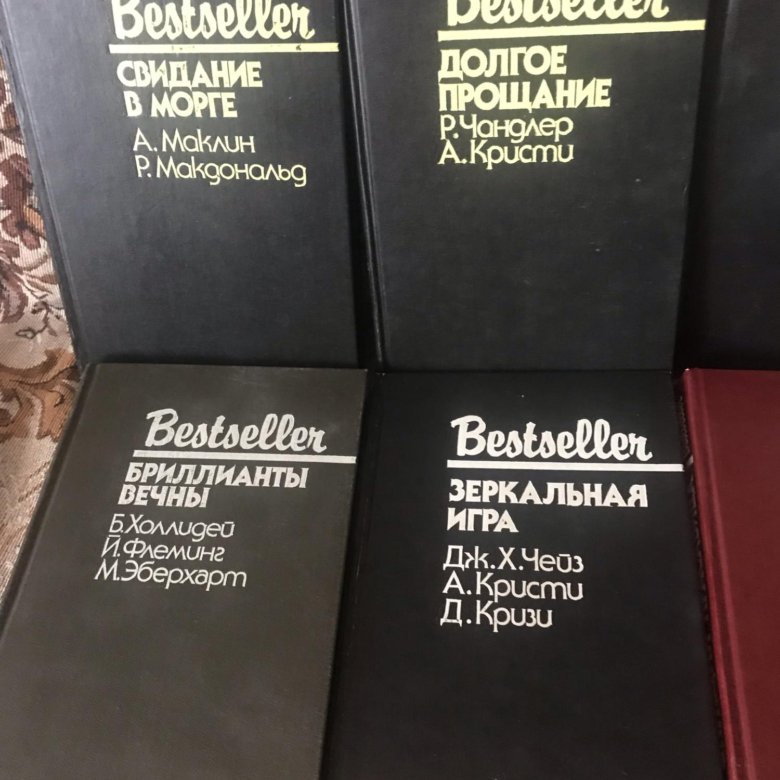 Bestseller
СВИДАНИЕ
В МОРГЕ
А. Маклин
Р. Макдональд
Bestseller
ДОЛГОЕ
ПРОЩАНИЕ
Р. Чандлер
А. Кристи
Bestseller
БРИЛЛИАНТЫ
ВЕЧНЫ
Б. Холлидей
Й. Флеминг
М. Эберхарт
Bestseller
ЗЕРКАЛЬНАЯ
ИГРА
Дж. Х. Чейз
А. Кристи
Д. Кризи